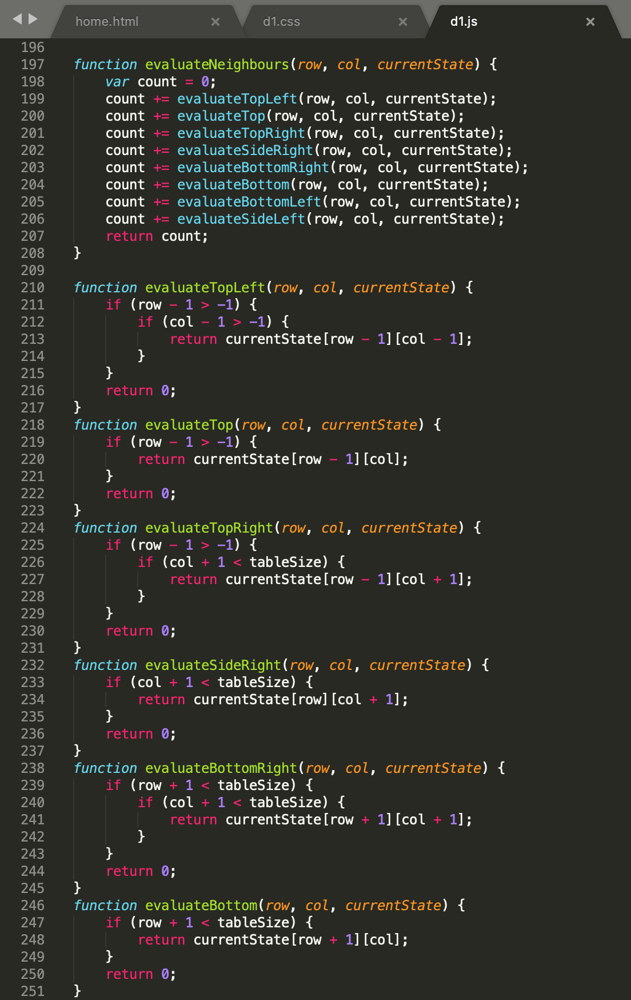 home.html × d1.css × d1.js ×
196
197 function evaluateNeighbours(row, col, currentState) {
198     var count = 0;
199     count += evaluateTopLeft(row, col, currentState);
200     count += evaluateTop(row, col, currentState);
201     count += evaluateTopRight(row, col, currentState);
202     count += evaluateSideRight(row, col, currentState);
203     count += evaluateBottomRight(row, col, currentState);
204     count += evaluateBottom(row, col, currentState);
205     count += evaluateBottomLeft(row, col, currentState);
206     count += evaluateSideLeft(row, col, currentState);
207     return count;
208 }
209
210 function evaluateTopLeft(row, col, currentState) {
211     if (row - 1 > -1) {
212         if (col - 1 > -1) {
213             return currentState[row - 1][col - 1];
214         }
215     }
216     return 0;
217 }
218 function evaluateTop(row, col, currentState) {
219     if (row - 1 > -1) {
220         return currentState[row - 1][col];
221     }
222     return 0;
223 }
224 function evaluateTopRight(row, col, currentState) {
225     if (row - 1 > -1) {
226         if (col + 1 < tableSize) {
227             return currentState[row - 1][col + 1];
228         }
229     }
230     return 0;
231 }
232 function evaluateSideRight(row, col, currentState) {
233     if (col + 1 < tableSize) {
234         return currentState[row][col + 1];
235     }
236     return 0;
237 }
238 function evaluateBottomRight(row, col, currentState) {
239     if (row + 1 < tableSize) {
240         if (col + 1 < tableSize) {
241             return currentState[row + 1][col + 1];
242         }
243     }
244     return 0;
245 }
246 function evaluateBottom(row, col, currentState) {
247     if (row + 1 < tableSize) {
248         return currentState[row + 1][col];
249     }
250     return 0;
251 }